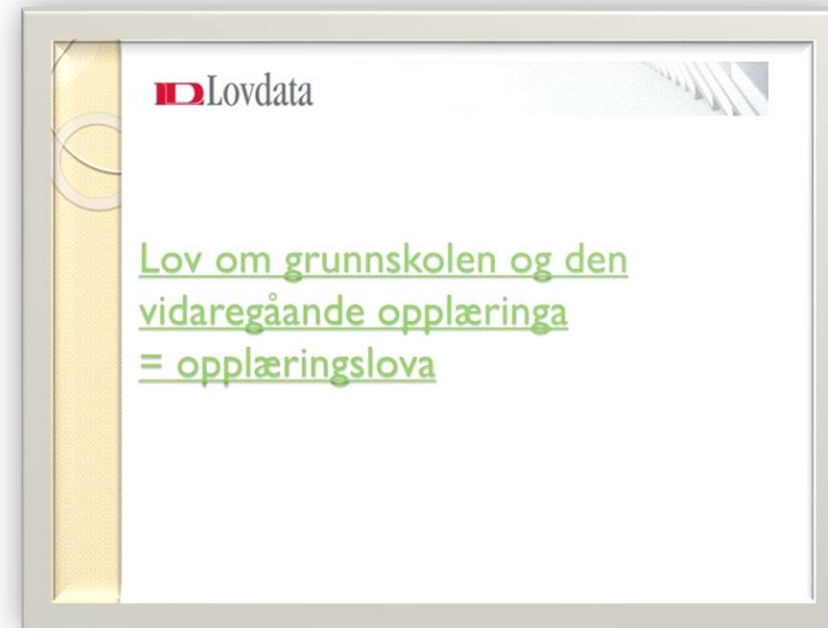 Lovdata
Lov om grunnskolen og den
vidaregåande opplæringa
= opplæringslova